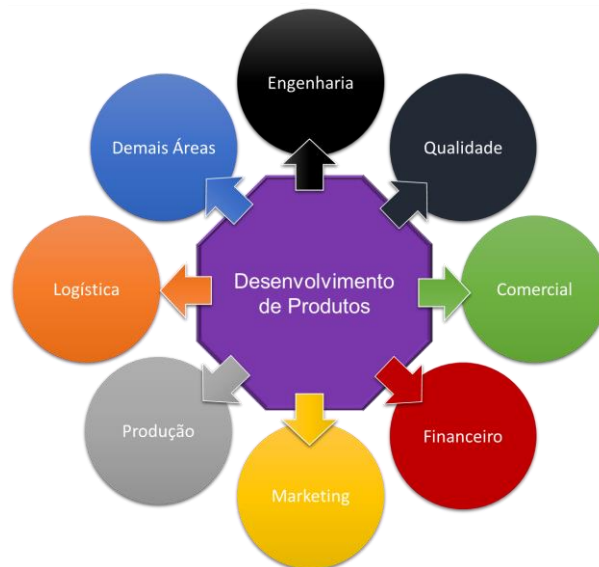 Engenharia
Demais Áreas
Qualidade
Logística
Desenvolvimento
de Produtos
Comercial
Produção
Financeiro
Marketing